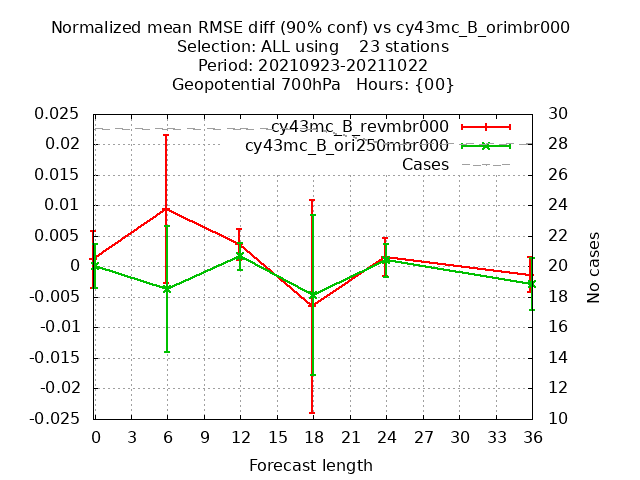 Normalized mean RMSE diff (90% conf) vs cy43mc_B_orimbr000
Selection: ALL using    23 stations
Period: 20210923-20211022
Geopotential 700hPa   Hours: {00}
cy43mc_B_revmbr000
cy43mc_B_ori250mbr000
Cases
0.025
0.02
0.015
0.01
0.005
0
-0.005
-0.01
-0.015
-0.02
-0.025
30
28
26
24
22
20
18
16
14
12
10
No cases
0 3 6 9 12 15 18 21 24 27 30 33 36
Forecast length